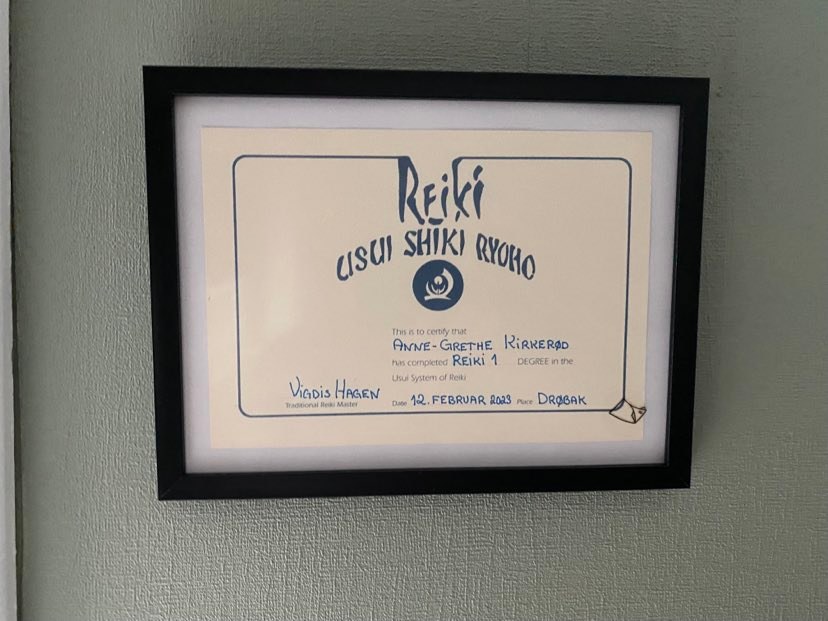 Reiki
USUI SHIKI RYOHO
This is to certify that
ANNE-GRETHE KIRKERØD
has completed REIKI 1 DEGREE in the
Usui System of Reiki
VIGDIS HAGEN
Traditional Reiki Master
Date 12. FEBRUAR 2023 Place DRØBAK